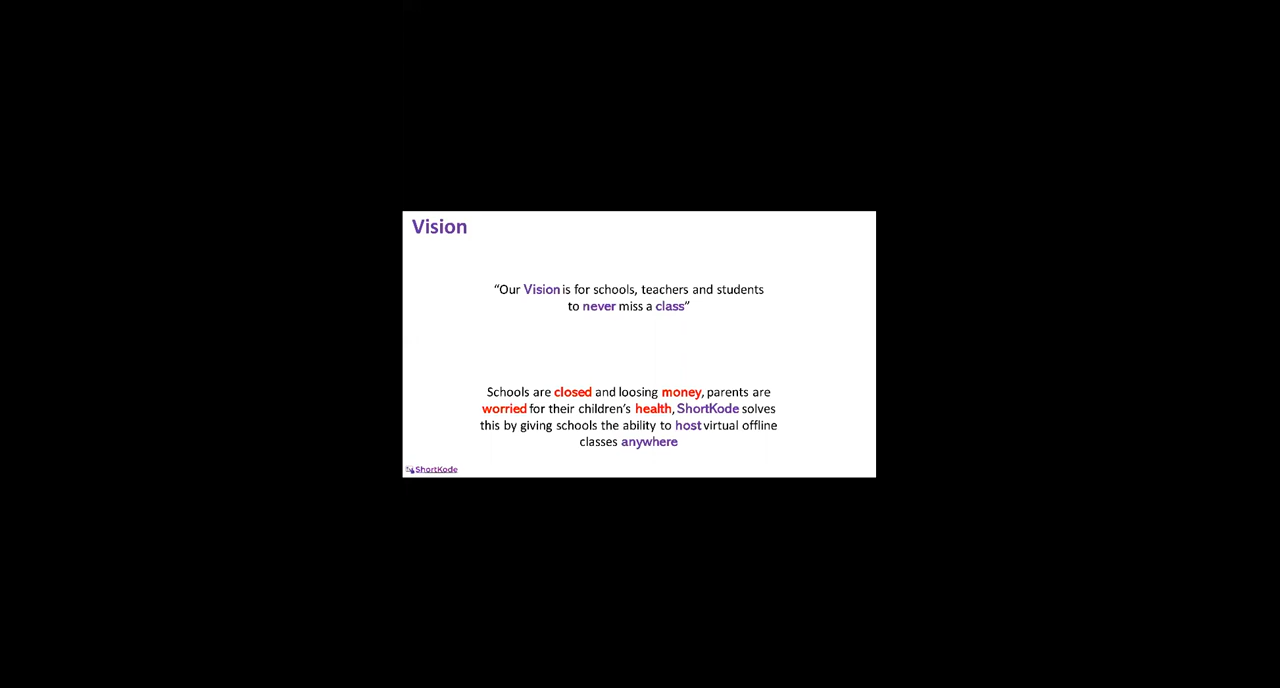 Vision
“Our Vision is for schools, teachers and students
to never miss a class”
Schools are closed and loosing money, parents are
worried for their children’s health, ShortKode solves
this by giving schools the ability to host virtual offline
classes anywhere
ShortKode